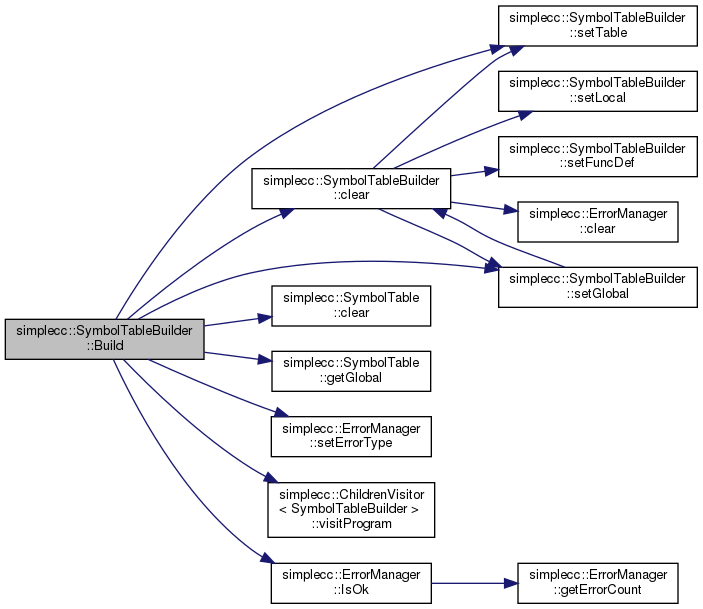 simplecc::SymbolTableBuilder
::setTable
simplecc::SymbolTableBuilder
::setLocal
simplecc::SymbolTableBuilder
::setFuncDef
simplecc::SymbolTableBuilder
::clear
simplecc::ErrorManager
::clear
simplecc::SymbolTableBuilder
::setGlobal
simplecc::SymbolTable
::clear
simplecc::SymbolTableBuilder
::Build
simplecc::SymbolTable
::getGlobal
simplecc::ErrorManager
::setErrorType
simplecc::ChildrenVisitor
< SymbolTableBuilder >
::visitProgram
simplecc::ErrorManager
::IsOk
simplecc::ErrorManager
::getErrorCount